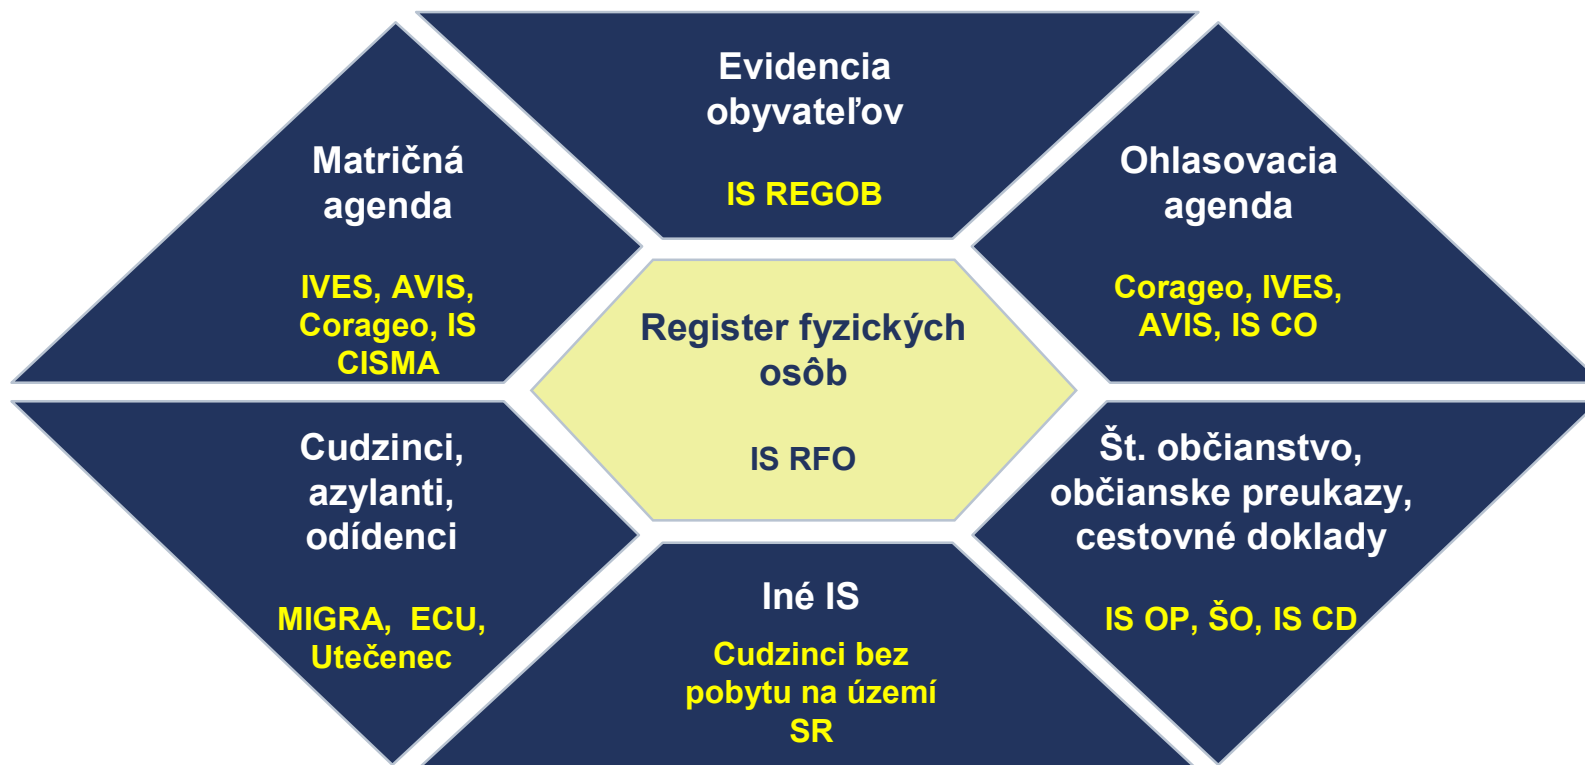 Evidencia
obyvateľov
IS REGOB
Matričná
agenda
IVES, AVIS,
Corageo, IS
CISMA
Ohlasovacia
agenda
Corageo, IVES,
AVIS, IS CO
Register fyzických
osôb
IS RFO
Cudzinci,
azylanti,
odídenci
MIGRA, ECU,
Utečenec
Št. občianstvo,
občianske preukazy,
cestovné doklady
IS OP, ŠO, IS CD
Iné IS
Cudzinci bez
pobytu na území
SR